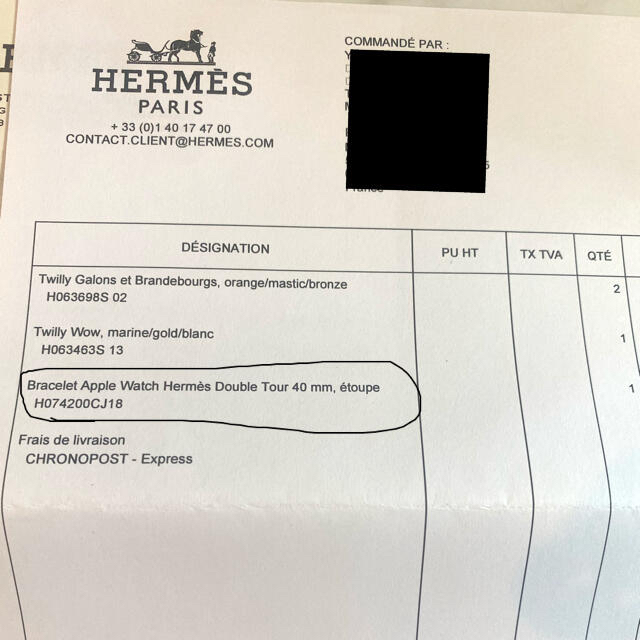 HERMÈS
PARIS
+ 33 (0)1 40 17 47 00
CONTACT.CLIENT@HERMES.COM
COMMANDÉ PAR :
France
DÉSIGNATION PU HT TX TVA QTÉ
Twilly Galons et Brandebourgs, orange/mastic/bronze 2
H063698S 02
Twilly Wow, marine/gold/blanc 1
H063463S 13
Bracelet Apple Watch Hermès Double Tour 40 mm, étoupe 1
H074200CJ18
Frais de livraison
CHRONOPOST - Express